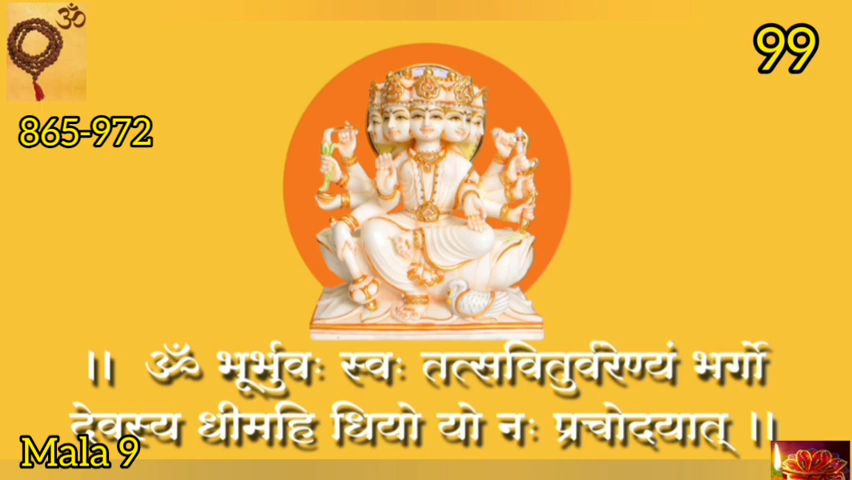 ॐ
99
865-972
।। ॐ भूर्भुवः स्वः तत्सवितुर्वरेण्यं भर्गो
देवस्य धीमहि धियो यो नः प्रचोदयात् ।।
Mala 9